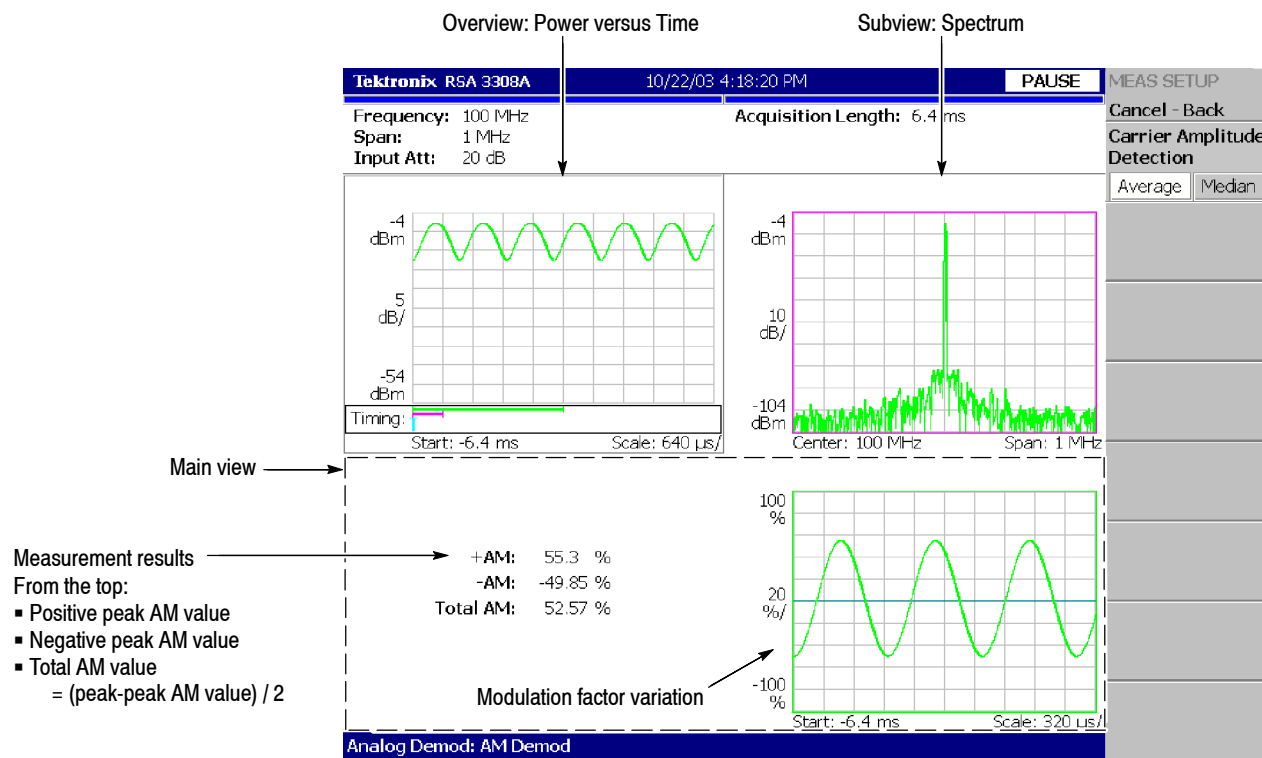 Overview: Power versus Time
Subview: Spectrum
Tektronix RSA 3308A
10/22/03 4:18:20 PM
PAUSE
MEAS SETUP
Frequency: 100 MHz
Acquisition Length: 6.4 ms
Cancel - Back
Span: 1 MHz
Input Att: 20 dB
Carrier Amplitude
Detection
Average
Median
-4
dBm
5
dB/
-54
dBm
Timing:
Start: -6.4 ms
Scale: 640 µs/
-4
dBm
10
dB/
-104
dBm
Center: 100 MHz
Span: 1 MHz
Main view
Measurement results
From the top:
▪ Positive peak AM value
▪ Negative peak AM value
▪ Total AM value
= (peak-peak AM value) / 2
+AM: 55.3 %
-AM: -49.85 %
Total AM: 52.57 %
Modulation factor variation
100
%
20
%/
-100
%
Start: -6.4 ms
Scale: 320 µs/
Analog Demod: AM Demod